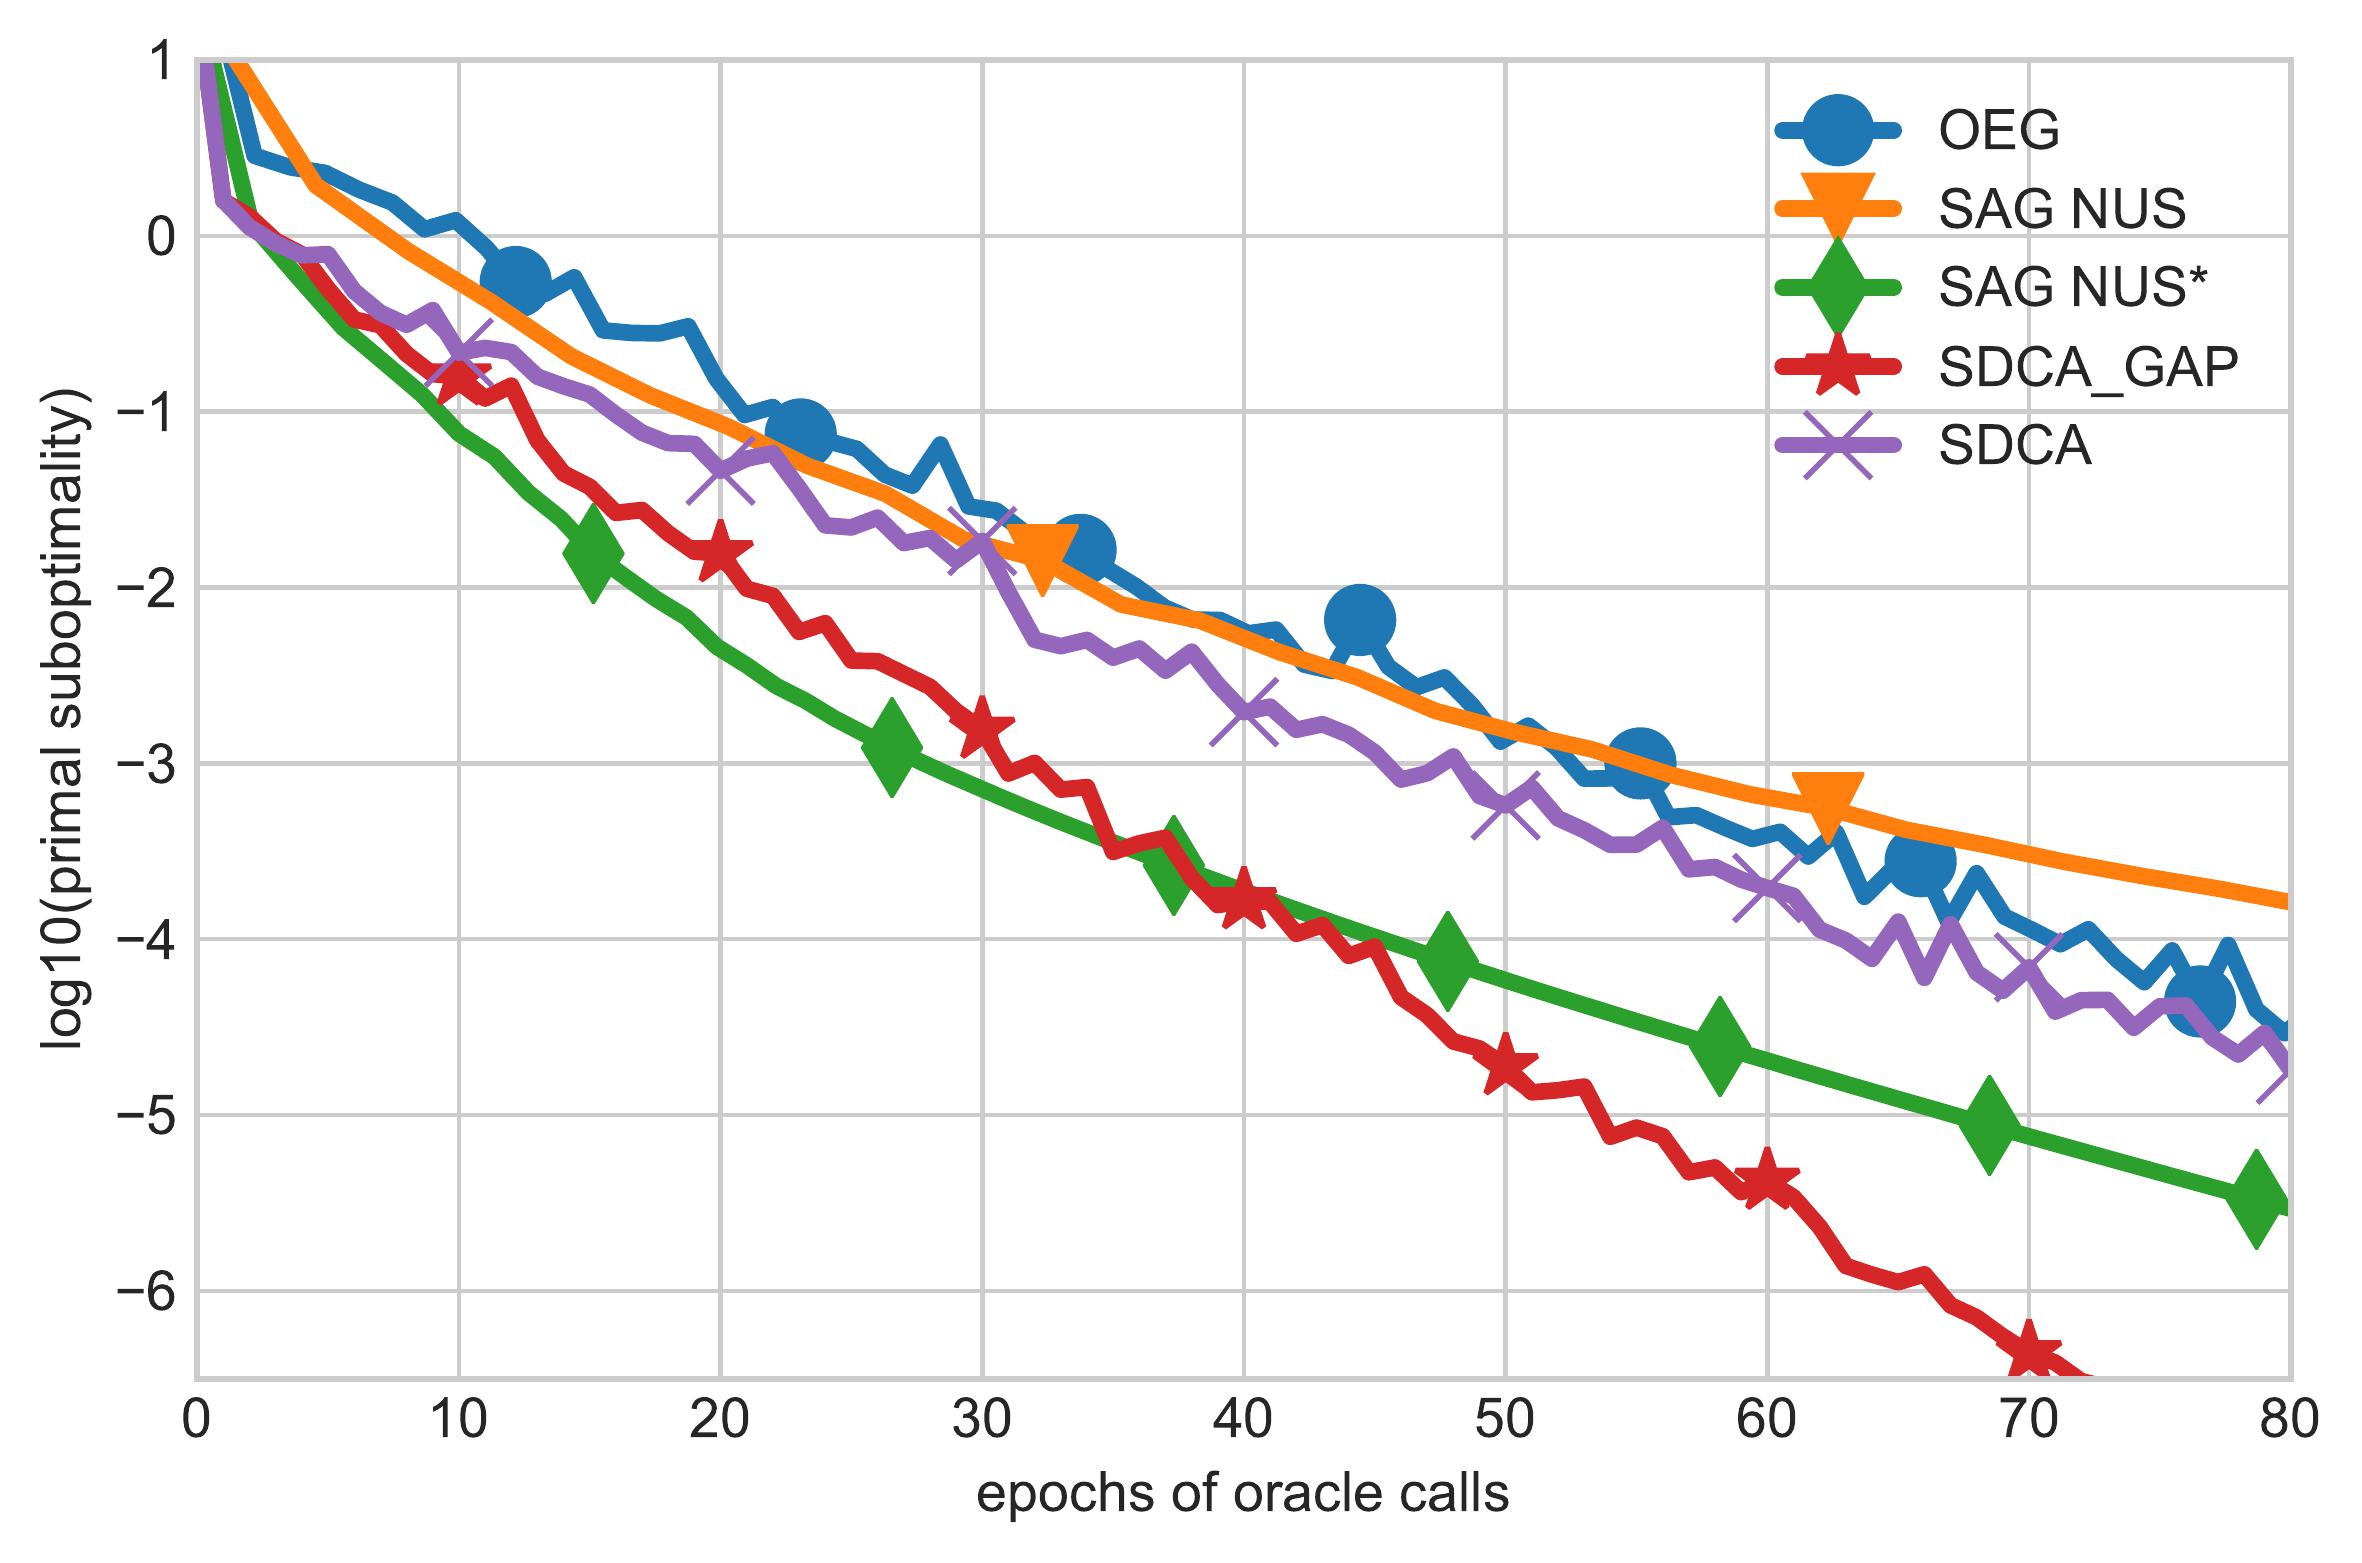 1
0
−1
−2
−3
−4
−5
−6
log10(primal suboptimality)
OEG
SAG NUS
SAG NUS*
SDCA_GAP
SDCA
0 10 20 30 40 50 60 70 80
epochs of oracle calls